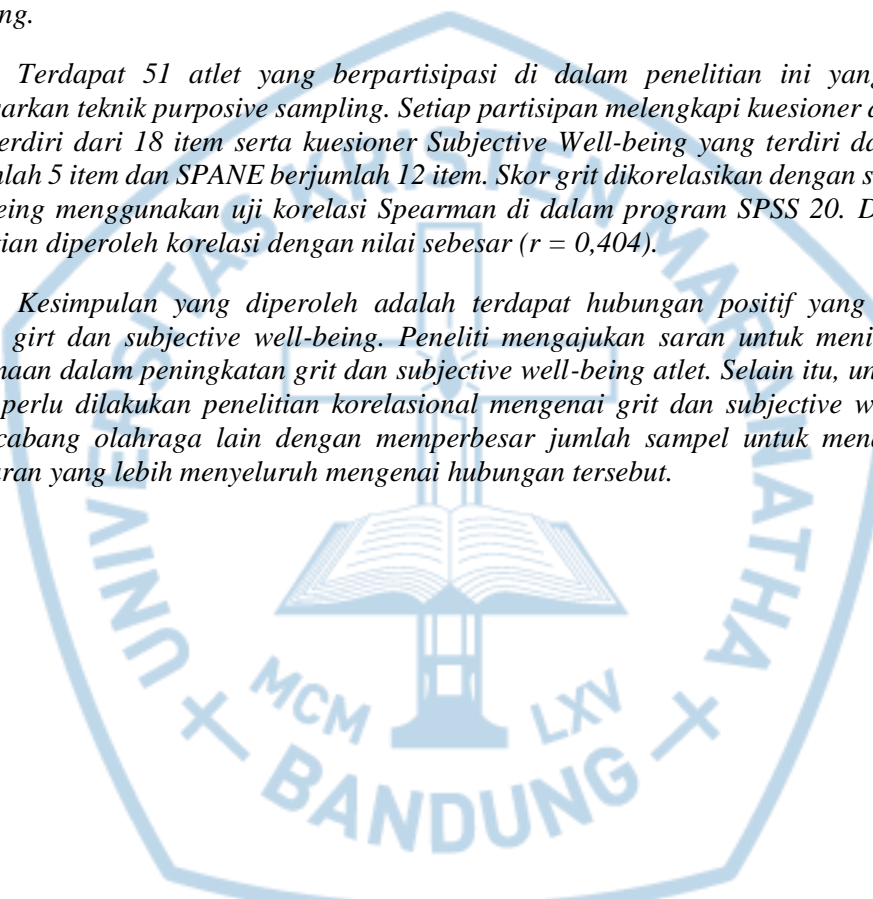 ng.
Terdapat 51 atlet yang berpartisipasi di dalam penelitian ini yang
arkan teknik purposive sampling. Setiap partisipan melengkapi kuesioner
erdiri dari 18 item serta kuesioner Subjective Well-being yang terdiri da
lah 5 item dan SPANE berjumlah 12 item. Skor grit dikorelasikan dengan s
eing menggunakan uji korelasi Spearman di dalam program SPSS 20. D
tian diperoleh korelasi dengan nilai sebesar (r = 0,404).
Kesimpulan yang diperoleh adalah terdapat hubungan positif yang
girt dan subjective well-being. Peneliti mengajukan saran untuk meni
naan dalam peningkatan grit dan subjective well-being atlet. Selain itu, un
perlu dilakukan penelitian korelasional mengenai grit dan subjective w
cabang olahraga lain dengan memperbesar jumlah sampel untuk mend
ran yang lebih menyeluruh mengenai hubungan tersebut.
UNIVERSITAS KRISTEN MARANATHA
MCM LXV
BANDUNG